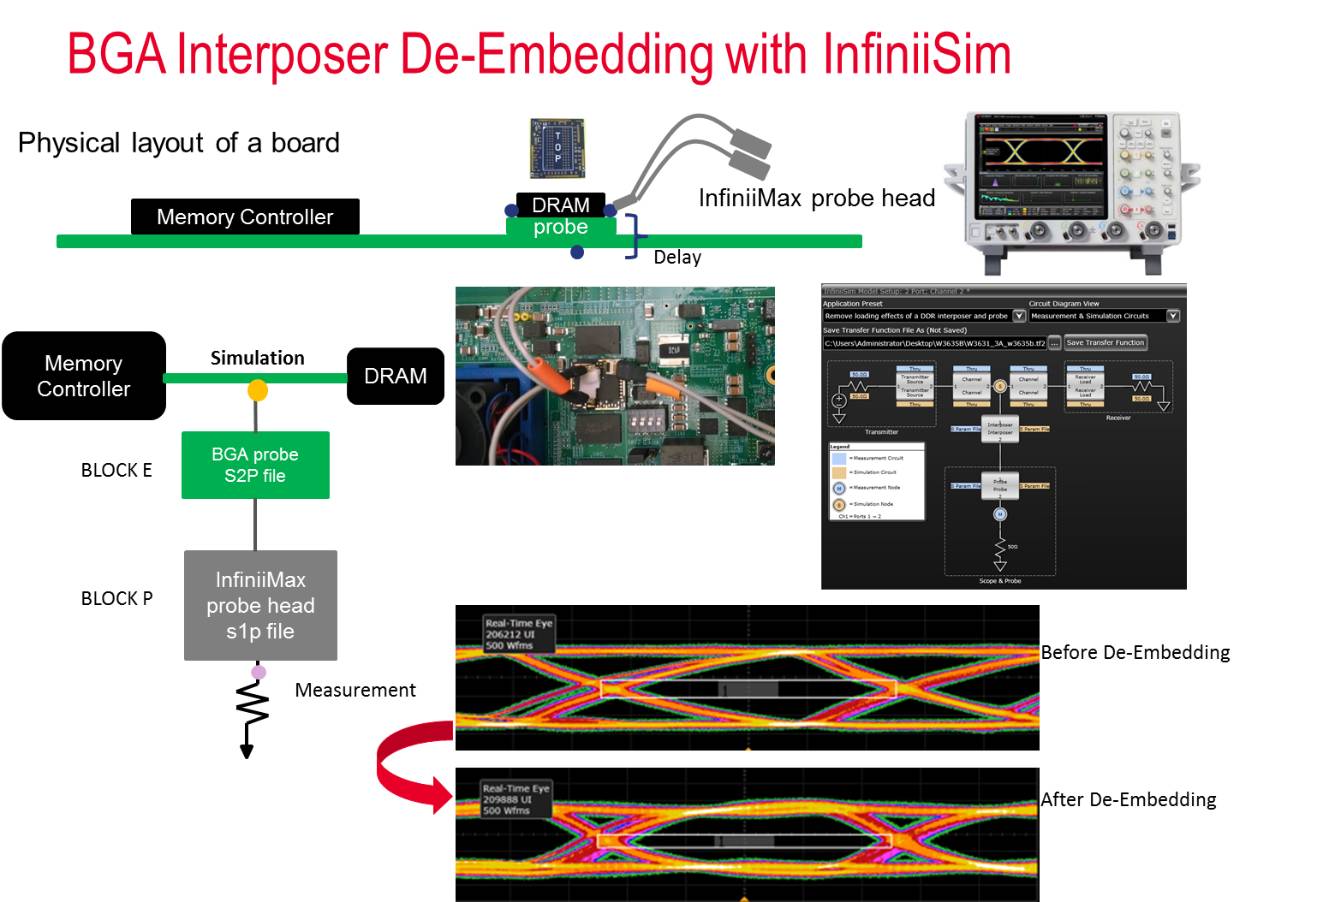 BGA Interposer De-Embedding with InfiniiSim
Physical layout of a board
TOP
Memory Controller
DRAM
probe
InfiniiMax probe head
Delay
Memory
Controller
Simulation
DRAM
BLOCK E
BGA probe
S2P file
BLOCK P
InfiniiMax
probe head
s1p file
Measurement
InfiniiSim Model Setup: 2 Port: Channel 2 *
Application Preset
Circuit Diagram View
Remove loading effects of a DDR interposer and probe
Measurement & Simulation Circuits
Save Transfer Function File As (Not Saved)
C:\Users\Administrator\Desktop\W3635B\W3631_3A_w3635b.tf2
...
Save Transfer Function
Thru
Thru
Thru
Thru
50.0Ω
50.0Ω
Transmitter
Source
Transmitter
Source
Channel
Channel
Channel
Channel
Receiver
Load
Receiver
Load
50.0Ω
50.0Ω
Thru
Thru
Thru
Thru
Transmitter
Receiver
S
S Param File
Interposer
Interposer
S Param File
Legend
= Measurement Circuit
= Simulation Circuit
M = Measurement Node
S = Simulation Node
Ch1 = Ports 1 → 2
S Param File
Probe
Probe
S Param File
M
50Ω
Scope & Probe
Real-Time Eye
206212 UI
500 Wfms
Before De-Embedding
Real-Time Eye
209888 UI
500 Wfms
After De-Embedding